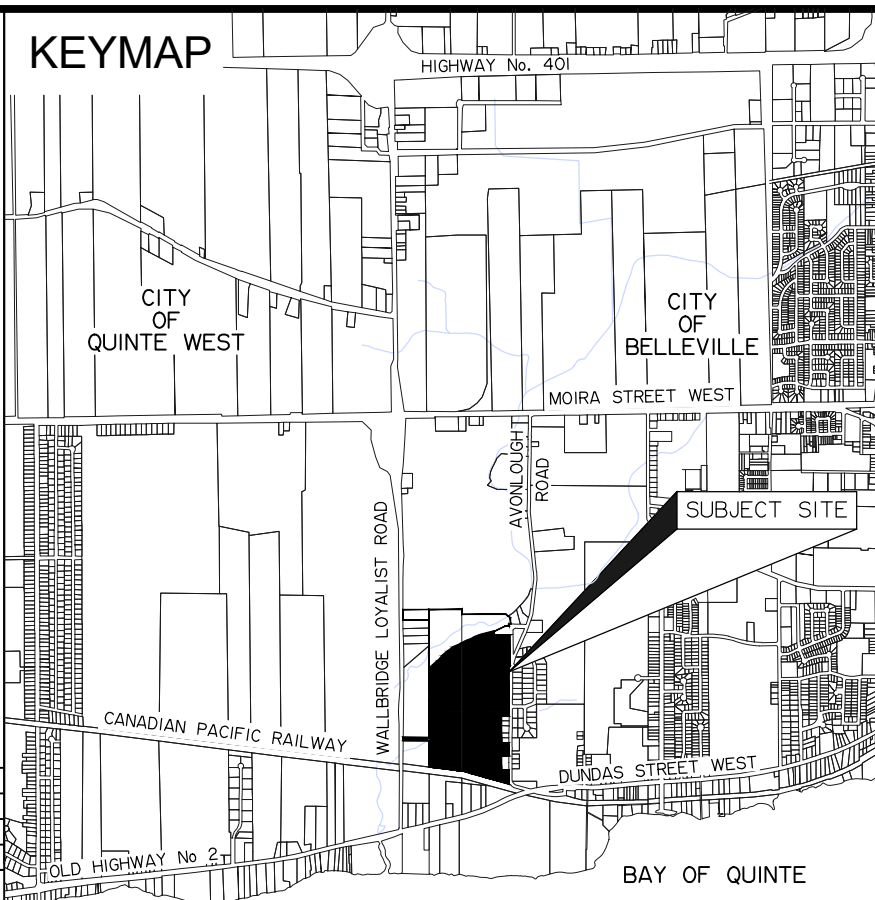 KEYMAP
HIGHWAY No. 401
CITY
OF
QUINTE WEST
CITY
OF
BELLEVILLE
MOIRA STREET WEST
AVONLOUGH
ROAD
SUBJECT SITE
WALLBRIDGE LOYALIST ROAD
CANADIAN PACIFIC RAILWAY
DUNDAS STREET WEST
OLD HIGHWAY No 2
BAY OF QUINTE